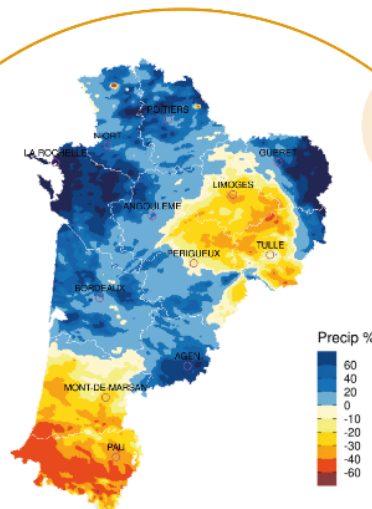 POITIERS
NIORT
LA ROCHELLE
GUERET
LIMOGES
ANGOULEME
TULLE
PERIGUEUX
BORDEAUX
AGEN
MONT-DE-MARSAN
PAU
Precip %
60
40
20
0
-10
-20
-30
-40
-60